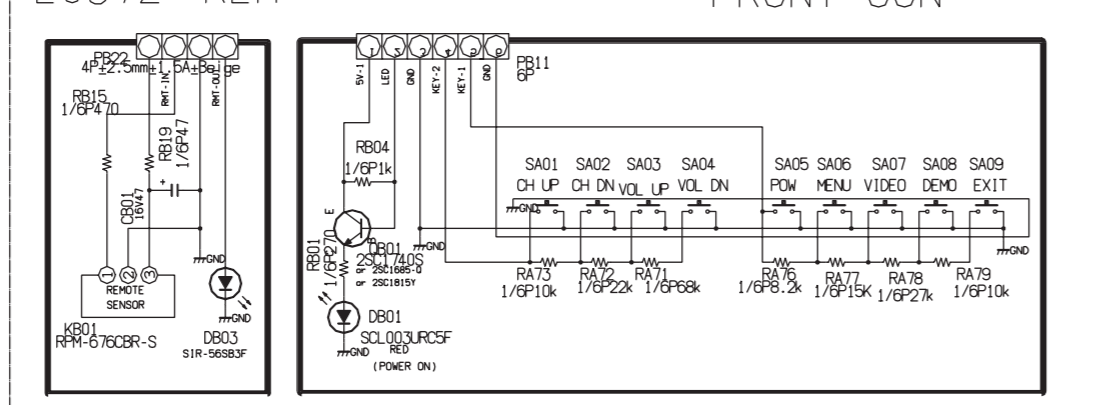 PB22
4P±2.5mm±1.5A±Beige
RMT-IN
RMT-OUT
RB15
1/6P470
RB19
1/6P47
CB01
16V47
+
GND
1
2
3
REMOTE
SENSOR
KB01
RPM-676CBR-S
GND
DB03
SIR-56SB3F
PB11
6P
5V-1
LED
GND
KEY-2
KEY-1
GND
RB04
1/6P1k
E
B
GND
QB01
2SC1740S
or 2SC1685-Q
or 2SC1815Y
RB01
1/6P270
DB01
SCL003URC5F
RED
(POWER ON)
GND
SA01
CH UP
SA02
CH DN
SA03
VOL UP
SA04
VOL DN
SA05
POW
SA06
MENU
SA07
VIDEO
SA08
DEMO
SA09
EXIT
GND
GND
RA73
1/6P10k
RA72
1/6P22k
RA71
1/6P68k
RA76
1/6P8.2k
RA77
1/6P15K
RA78
1/6P27k
RA79
1/6P10k